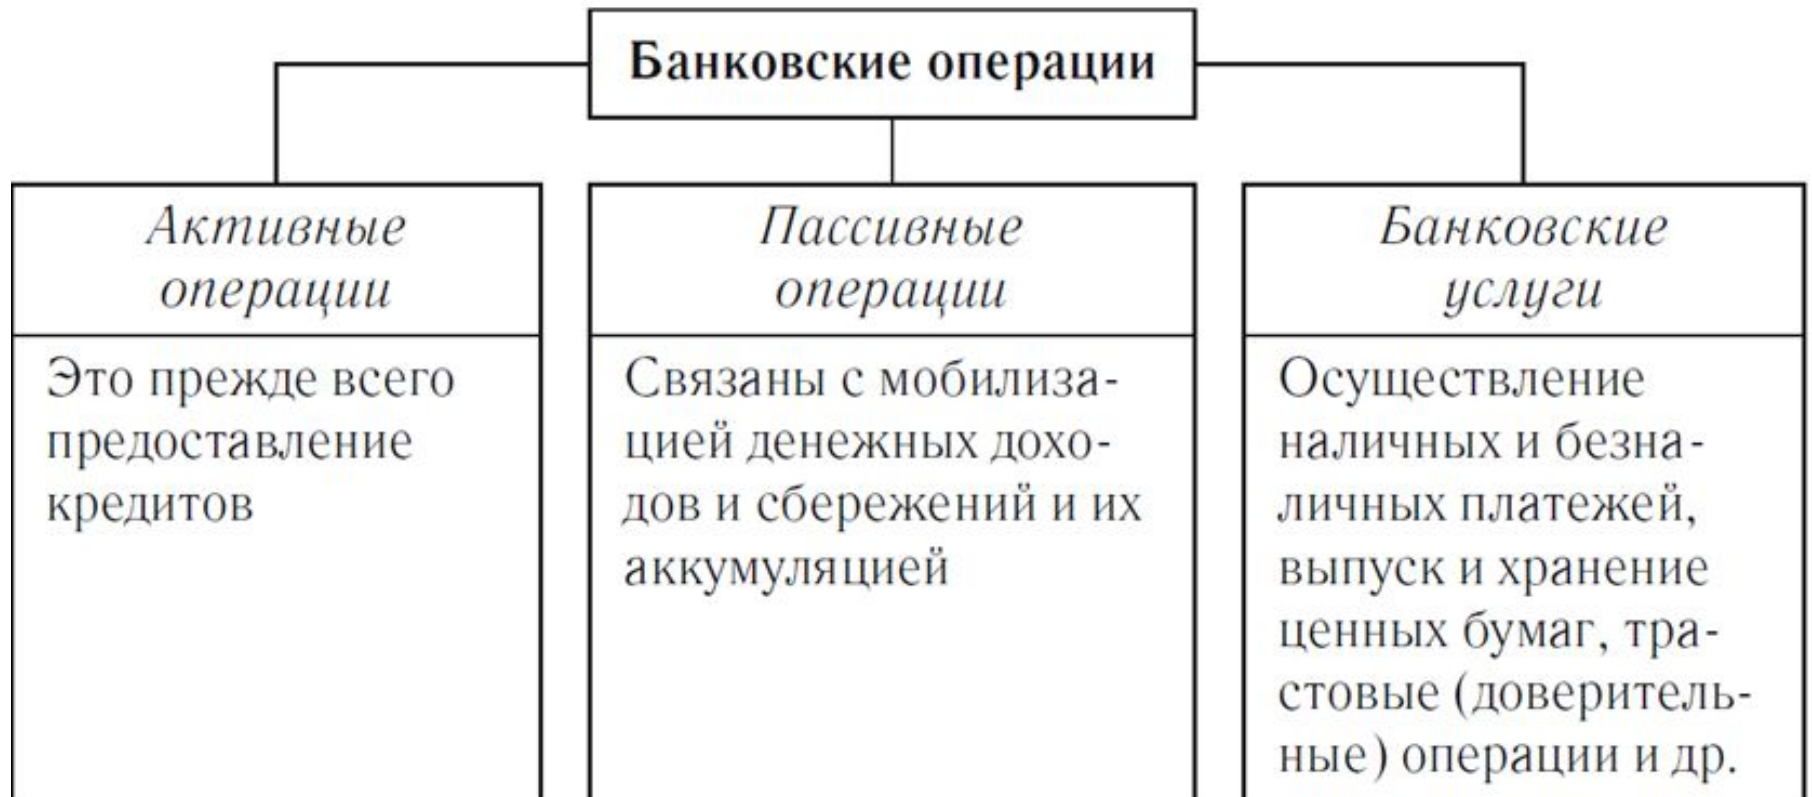 Банковские операции
Активные
операции
Это прежде всего
предоставление
кредитов
Пассивные
операции
Связаны с мобилиза-
цией денежных дохо-
дов и сбережений и их
аккумуляцией
Банковские
услуги
Осуществление
наличных и безна-
личных платежей,
выпуск и хранение
ценных бумаг, тра-
стовые (доверитель-
ные) операции и др.